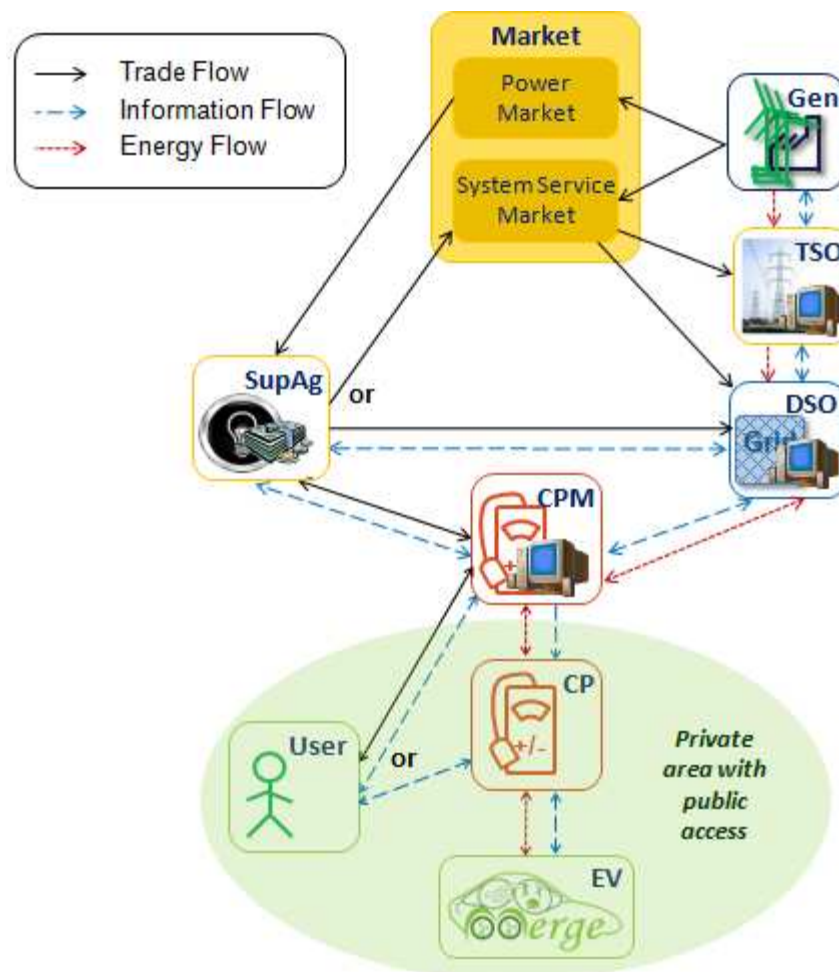 Trade Flow
Information Flow
Energy Flow
Market
Power
Market
System Service
Market
Gen
TSO
SupAg
or
DSO
Grid
CPM
+
CP
+/-
User
or
Private
area with
public
access
EV
merge